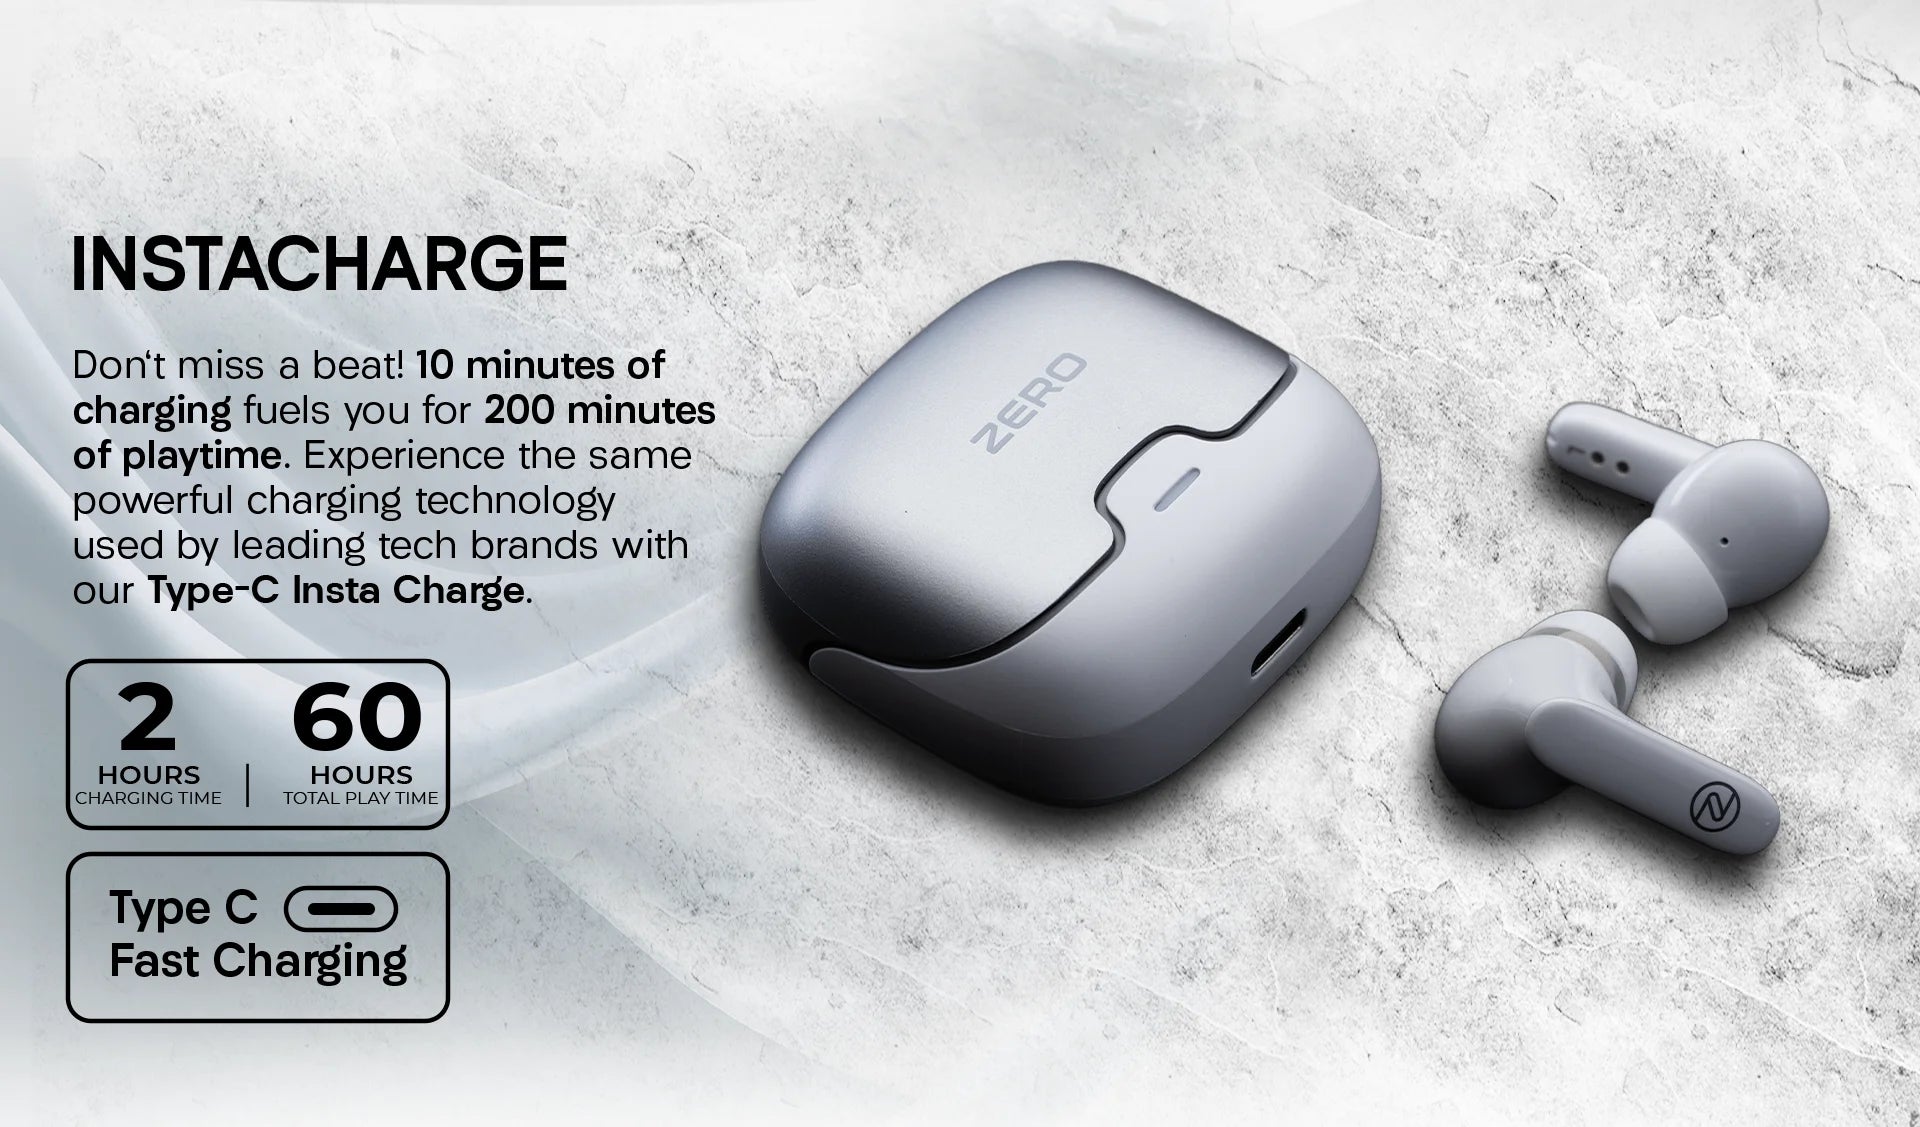 INSTACHARGE
Don‘t miss a beat! 10 minutes of
charging fuels you for 200 minutes
of playtime. Experience the same
powerful charging technology
used by leading tech brands with
our Type-C Insta Charge.
2
HOURS
CHARGING TIME
60
HOURS
TOTAL PLAY TIME
Type C
Fast Charging
ZERO